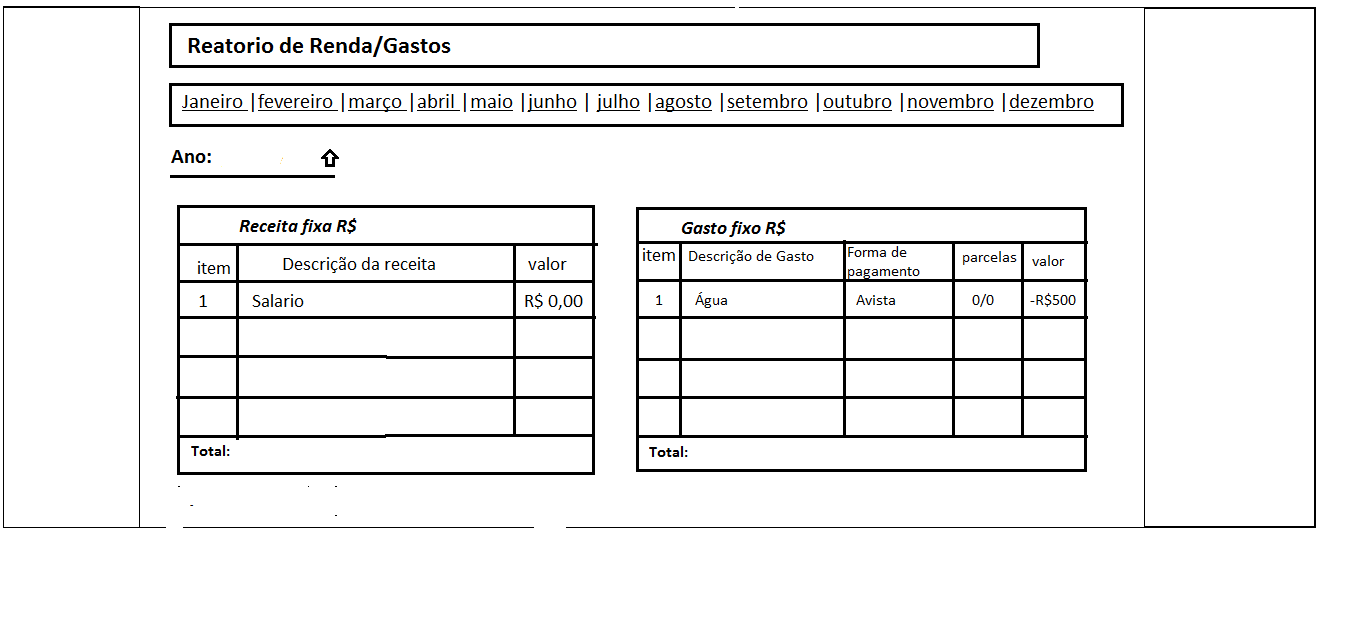 Reatorio de Renda/Gastos
Janeiro |fevereiro |março |abril |maio |junho | julho |agosto |setembro |outubro |novembro |dezembro
Ano:
Receita fixa R$
item Descrição da receita valor
1 Salario R$ 0,00
Total:
Gasto fixo R$
item Descrição de Gasto Forma de pagamento parcelas valor
1 Água Avista 0/0 -R$500
Total: